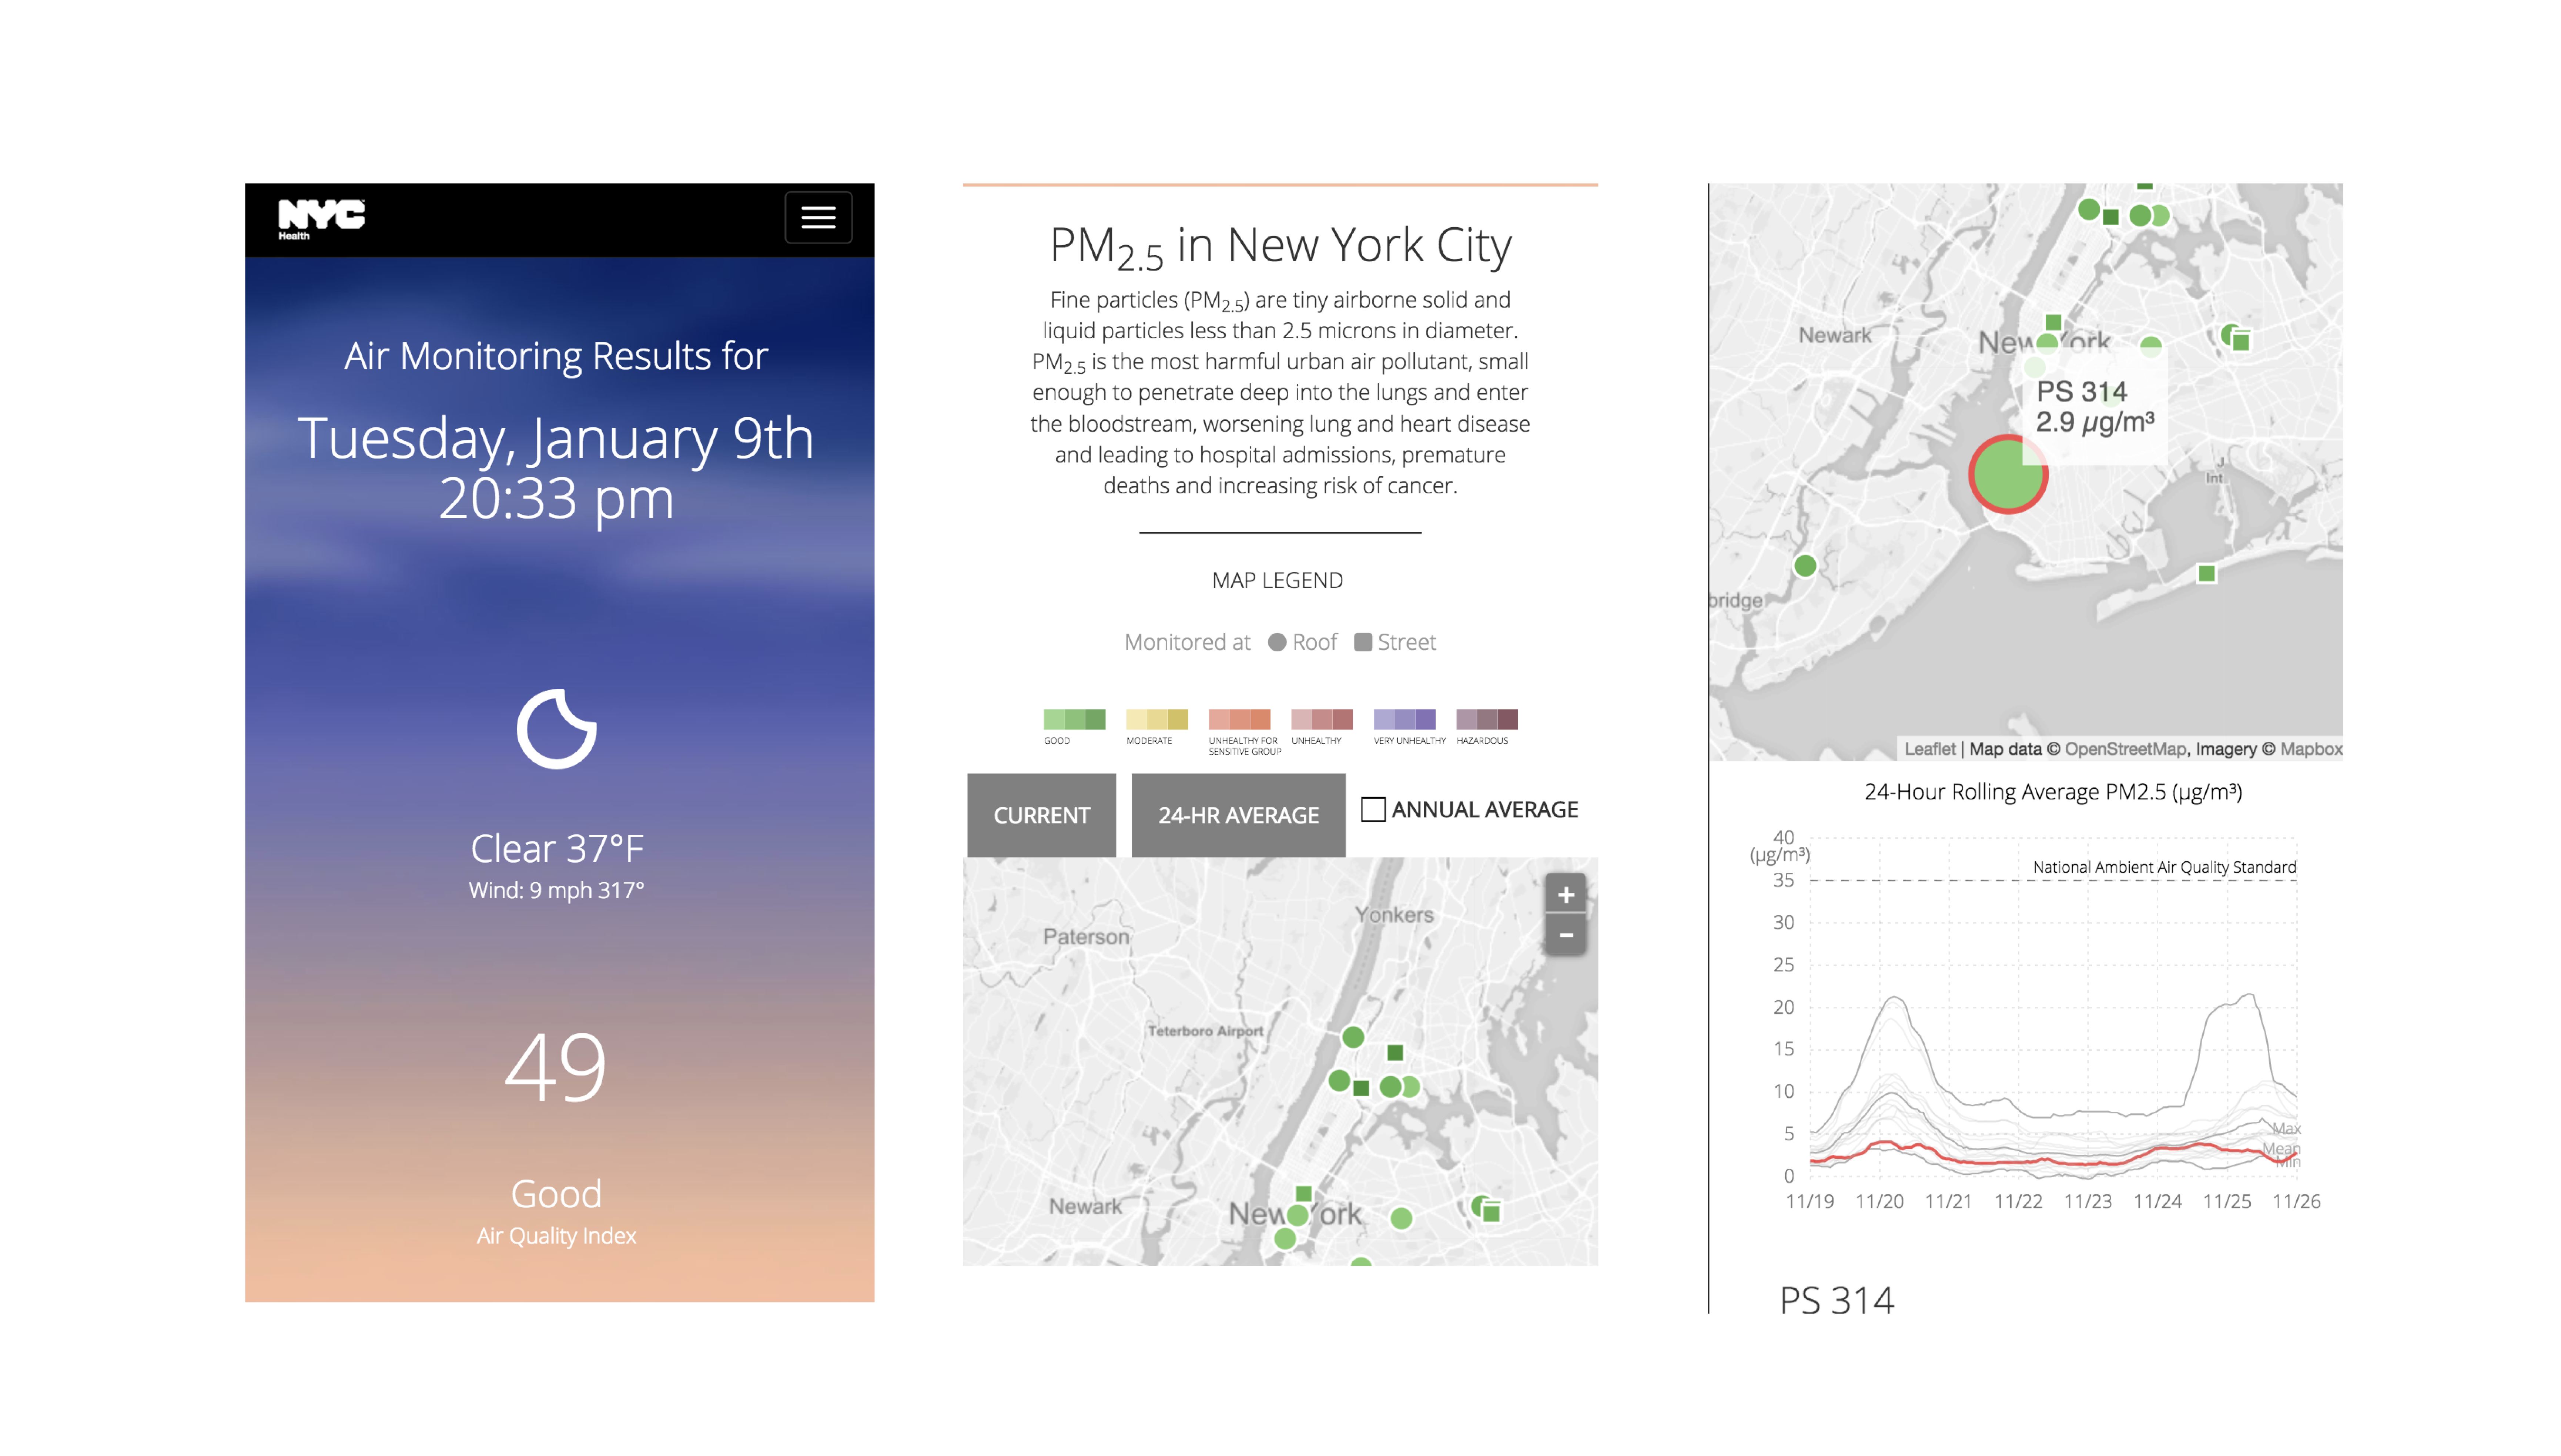 NYC
Health
Air Monitoring Results for
Tuesday, January 9th
20:33 pm
Clear 37°F
Wind: 9 mph 317°
49
Good
Air Quality Index
PM2.5 in New York City
Fine particles (PM2.5) are tiny airborne solid and
liquid particles less than 2.5 microns in diameter.
PM2.5 is the most harmful urban air pollutant, small
enough to penetrate deep into the lungs and enter
the bloodstream, worsening lung and heart disease
and leading to hospital admissions, premature
deaths and increasing risk of cancer.
MAP LEGEND
Monitored at Roof Street
GOOD MODERATE UNHEALTHY FOR UNHEALTHY VERY UNHEALTHY HAZARDOUS
SENSITIVE GROUP
CURRENT 24-HR AVERAGE ANNUAL AVERAGE
+
Yonkers
−
Paterson
Teterboro Airport
Newark
New York
Newark
New York
PS 314
2.9 µg/m³
J
Int
bridge
Leaflet | Map data © OpenStreetMap, Imagery © Mapbox
24-Hour Rolling Average PM2.5 (µg/m³)
40
(µg/m³)
National Ambient Air Quality Standard
35
30
25
20
15
10
5
Max
Mean
Min
0
11/19 11/20 11/21 11/22 11/23 11/24 11/25 11/26
PS 314